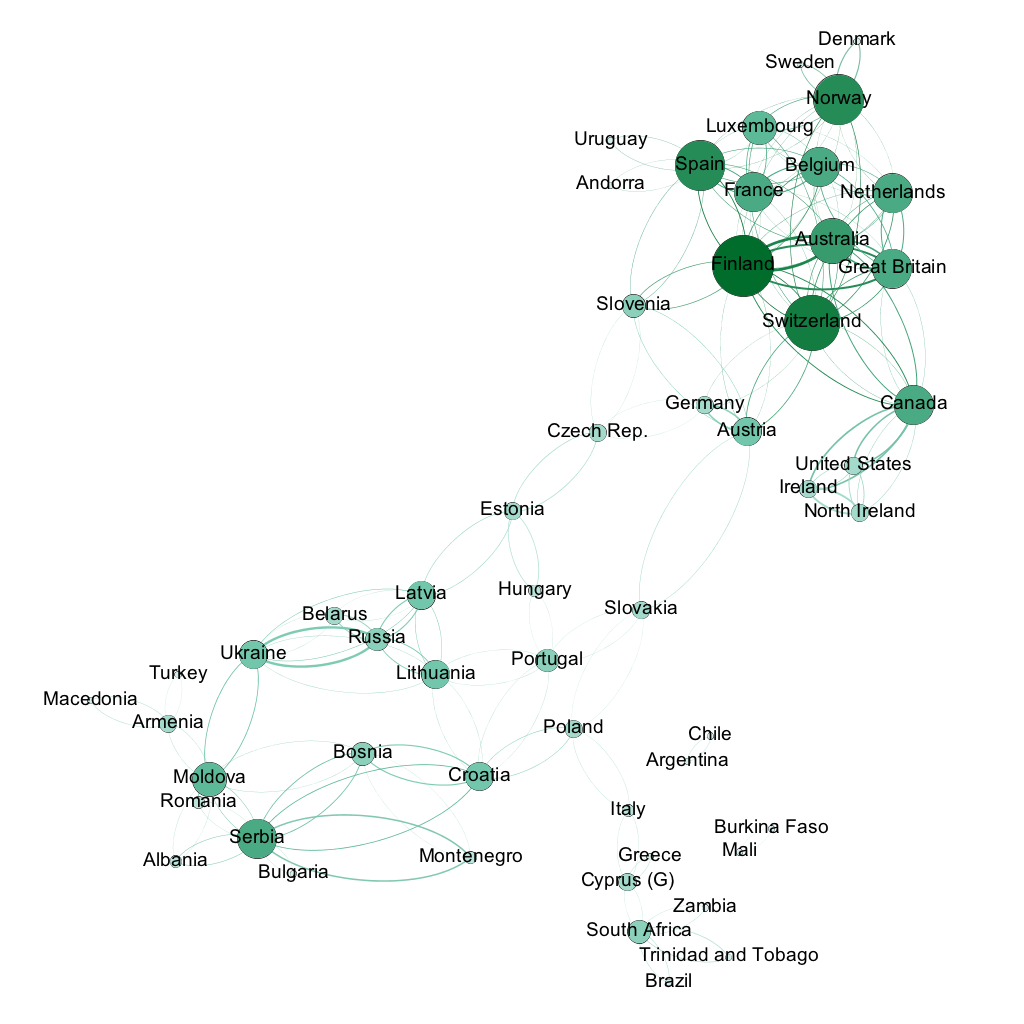 Denmark
Sweden
Norway
Luxembourg
Uruguay
Spain
Belgium
Andorra
France
Netherlands
Australia
Finland
Great Britain
Slovenia
Switzerland
Germany
Canada
Czech Rep.
Austria
United States
Ireland
Estonia
North Ireland
Hungary
Latvia
Slovakia
Belarus
Russia
Ukraine
Portugal
Turkey
Lithuania
Macedonia
Armenia
Poland
Chile
Bosnia
Argentina
Moldova
Croatia
Romania
Italy
Burkina Faso
Serbia
Mali
Greece
Montenegro
Albania
Bulgaria
Cyprus (G)
Zambia
South Africa
Trinidad and Tobago
Brazil